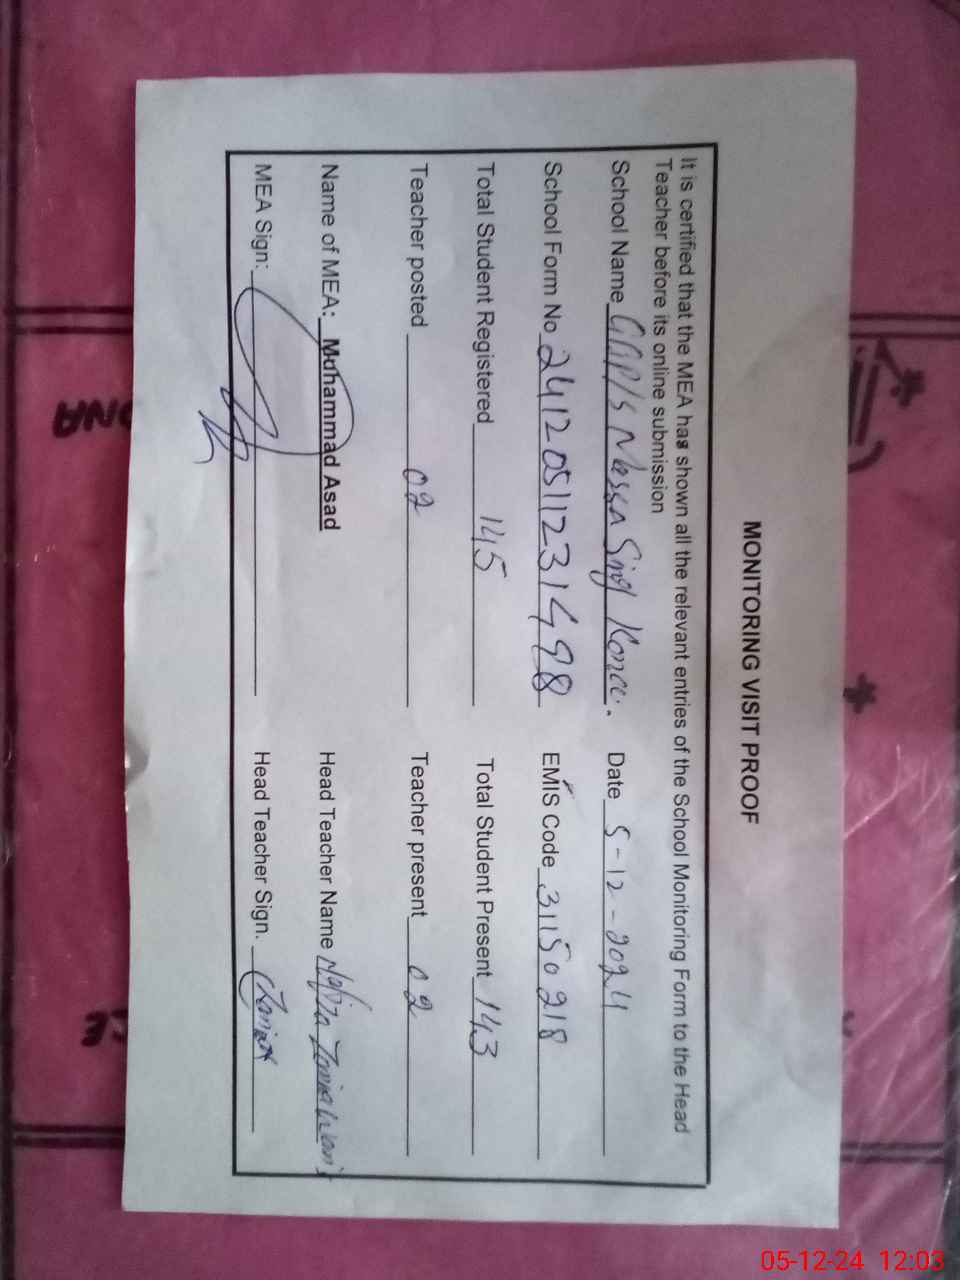 MONITORING VISIT PROOF
It is certified that the MEA has shown all the relevant entries of the School Monitoring Form to the Head
Teacher before its online submission
School Name GGP/S Singh Date 5-12-2024
School Form No 24120511231498 EMIS Code 31150218
Total Student Registered 145 Total Student Present 143
Teacher posted 02 Teacher present 02
Name of MEA: Muhammad Asad Head Teacher Name
MEA Sign: Head Teacher Sign.
05-12-24 12:03